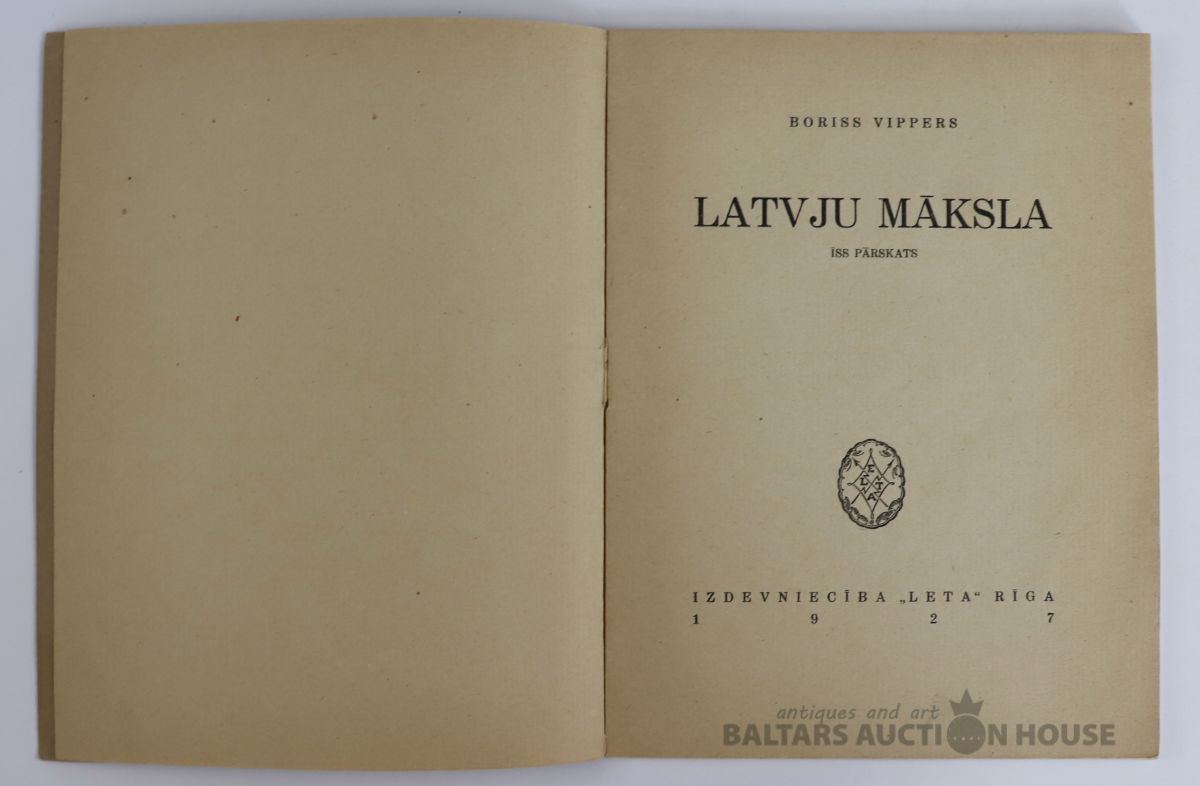 BORISS VIPPERS
LATVJU MĀKSLA
ĪSS PĀRSKATS
E
L T
A
IZDEVNIECĪBA „LETA“ RĪGA
1 9 2 7
antiques and art
BALTARS AUCTION HOUSE